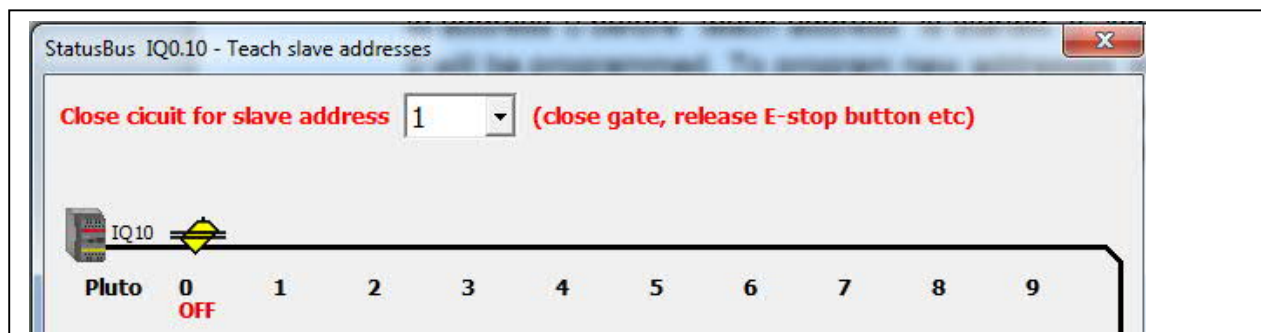 StatusBus IQ0.10 - Teach slave addresses
Close cicuit for slave address 1 (close gate, release E-stop button etc)
IQ10
Pluto 0 1 2 3 4 5 6 7 8 9
OFF